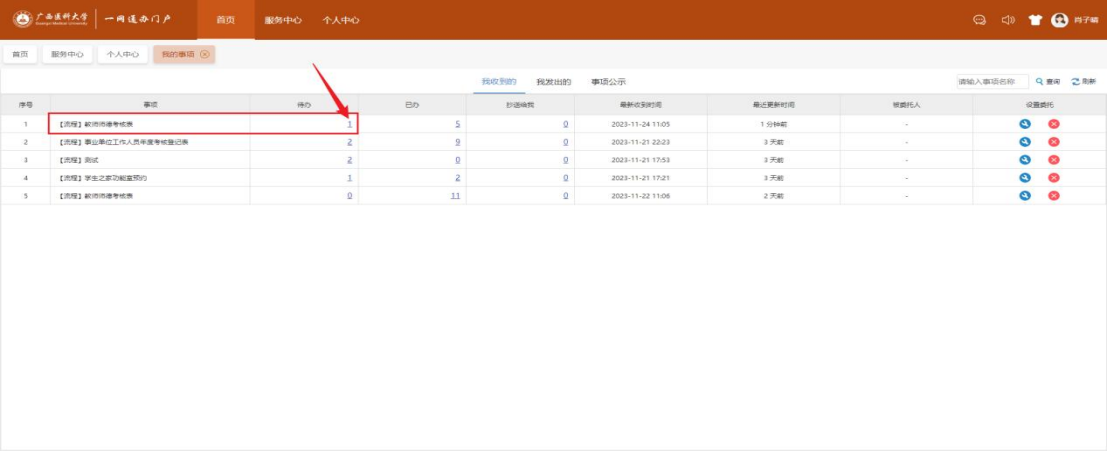 广西医科大学 一网通办门户 首页 服务中心 个人中心 肖子晴
Guangxi Medical University
首页 服务中心 个人中心 我的事项
我收到的 我发出的 事项公示 请输入事项名称 查询 刷新
序号 事项 待办 已办 抄送给我 最新收到时间 最近更新时间 被委托人 设置委托
1 【流程】教师师德考核表 1 5 0 2023-11-24 11:05 1 分钟前 -
2 【流程】事业单位工作人员年度考核登记表 2 9 0 2023-11-21 22:23 3 天前 -
3 【流程】测试 2 0 0 2023-11-21 17:53 3 天前 -
4 【流程】学生之家功能室预约 1 2 0 2023-11-21 17:21 3 天前 -
5 【流程】教师师德考核表 0 11 0 2023-11-22 11:06 2 天前 -